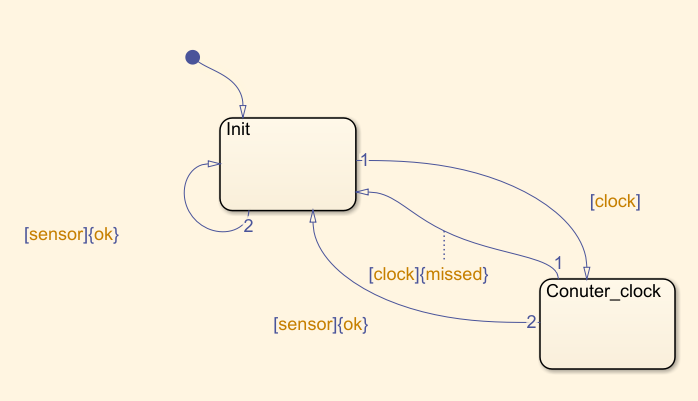 Init
1
[clock]
2
[sensor]{ok}
1
[clock]{missed}
Conuter_clock
[sensor]{ok}
2